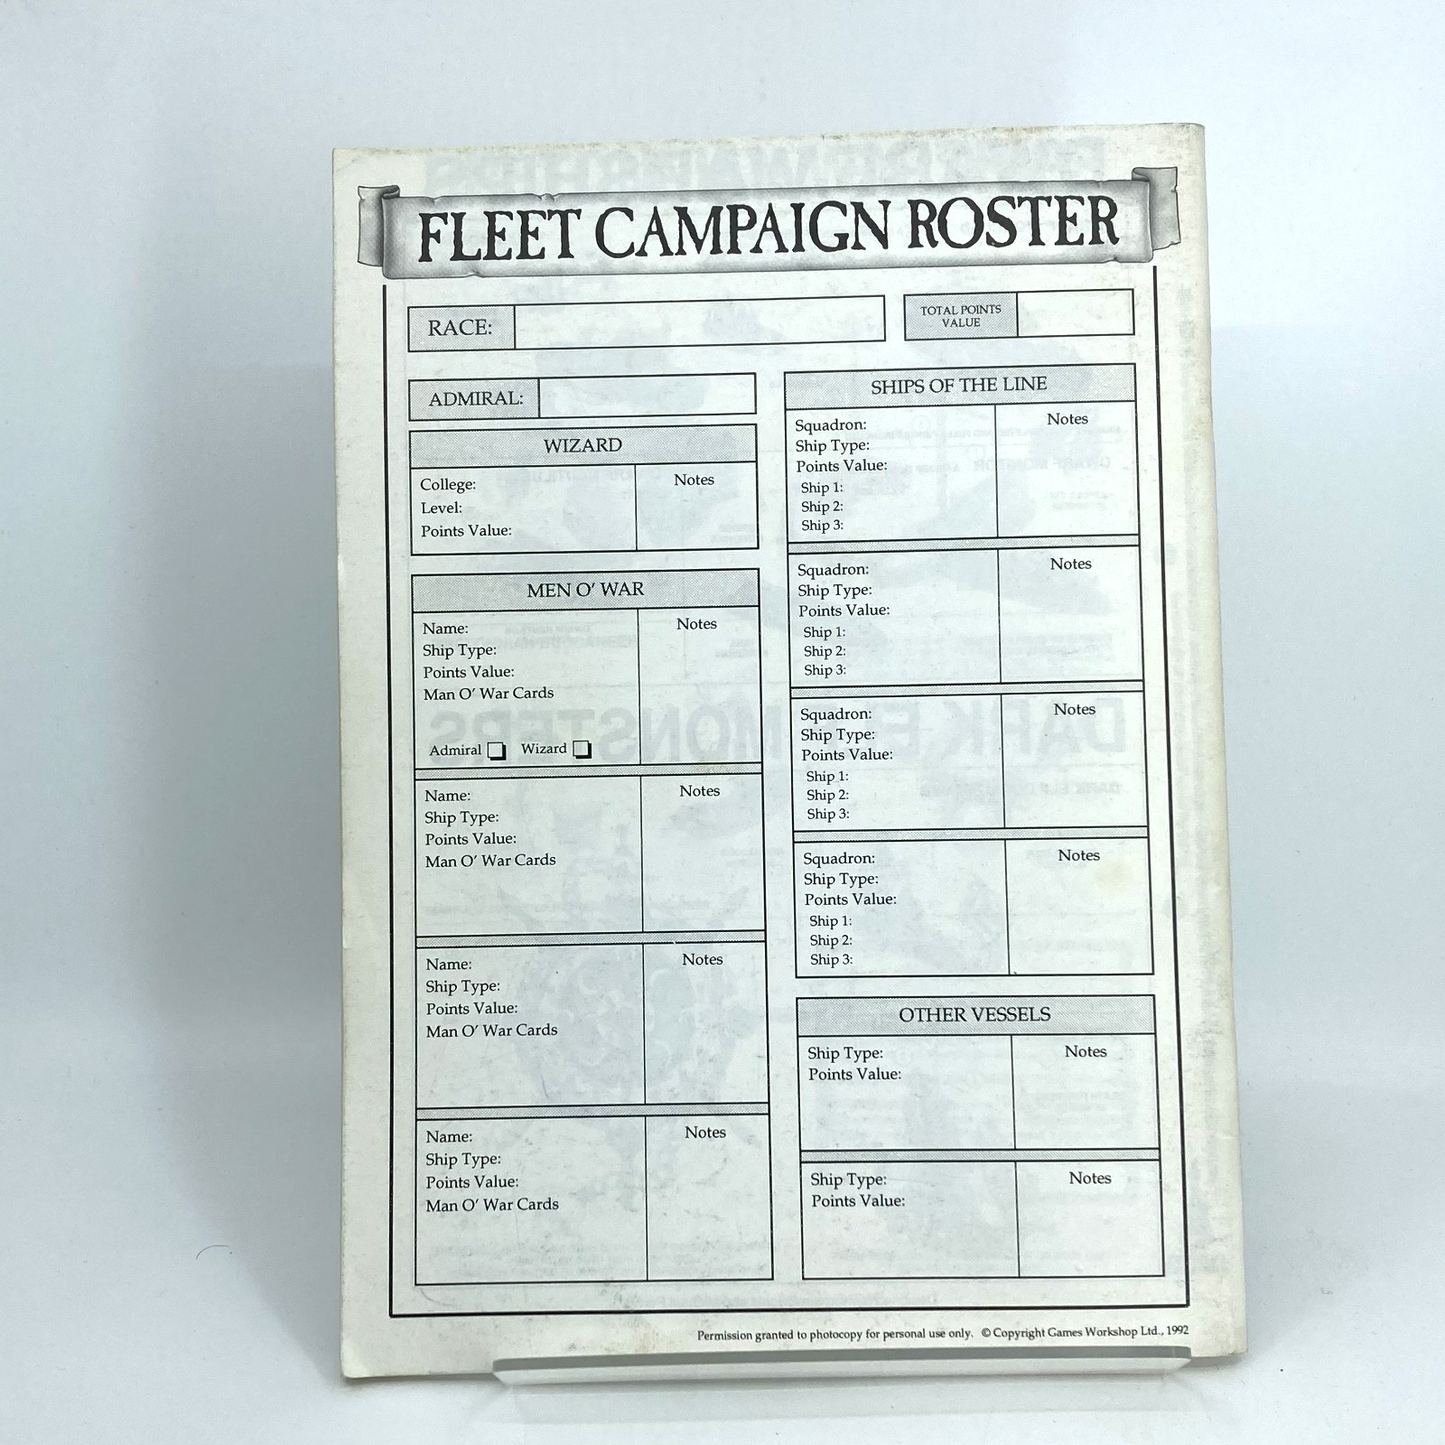 FLEET CAMPAIGN ROSTER
RACE:
TOTAL POINTS
VALUE
ADMIRAL:
WIZARD
College:
Level:
Points Value:
Notes
MEN O' WAR
Name:
Ship Type:
Points Value:
Man O' War Cards
Admiral Wizard
Notes
Name:
Ship Type:
Points Value:
Man O' War Cards
Notes
Name:
Ship Type:
Points Value:
Man O' War Cards
Notes
Name:
Ship Type:
Points Value:
Man O' War Cards
Notes
SHIPS OF THE LINE
Squadron:
Ship Type:
Points Value:
Ship 1:
Ship 2:
Ship 3:
Notes
Squadron:
Ship Type:
Points Value:
Ship 1:
Ship 2:
Ship 3:
Notes
Squadron:
Ship Type:
Points Value:
Ship 1:
Ship 2:
Ship 3:
Notes
Squadron:
Ship Type:
Points Value:
Ship 1:
Ship 2:
Ship 3:
Notes
OTHER VESSELS
Ship Type:
Points Value:
Notes
Ship Type:
Points Value:
Notes
Permission granted to photocopy for personal use only. © Copyright Games Workshop Ltd., 1992